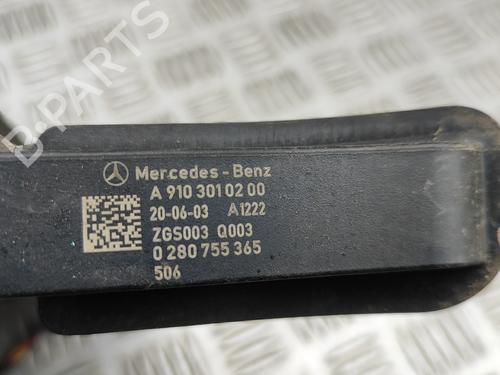 B-PARTS
Mercedes-Benz
A 910 301 02 00
20-06-03 A1222
ZGS003 Q003
0 280 755 365
506